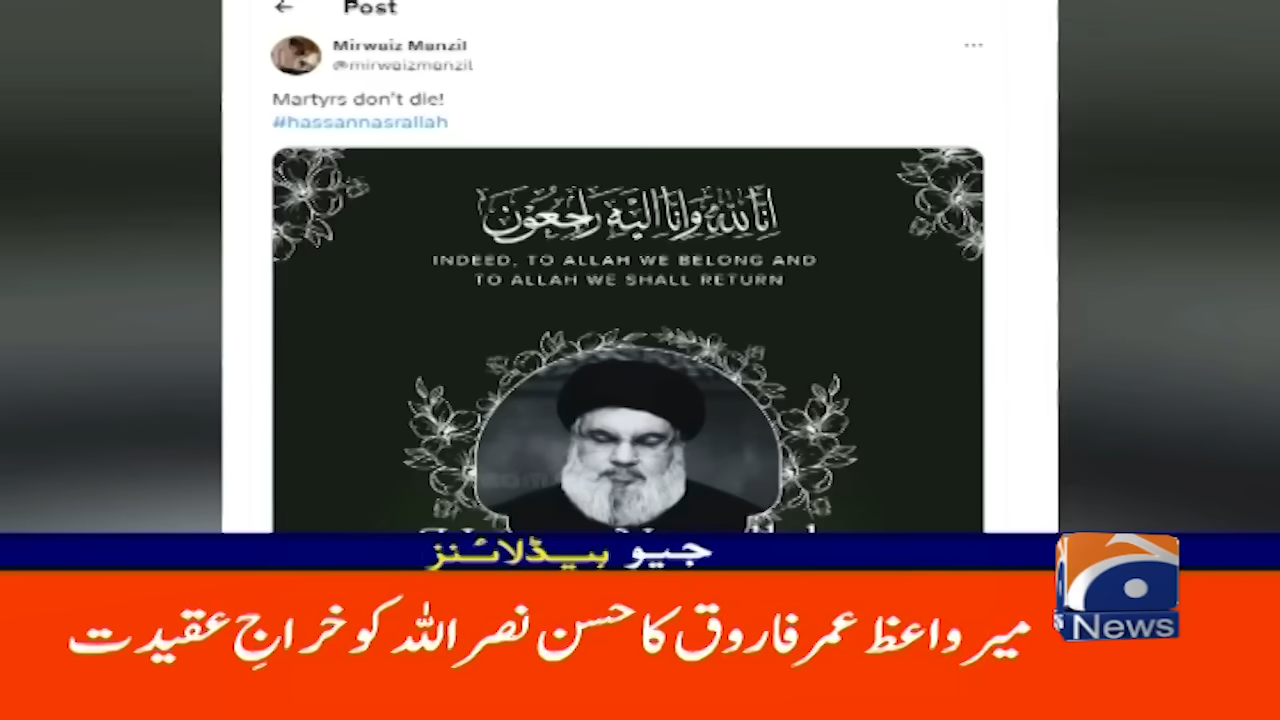 Post
Mirwaiz Manzil
@mirwaizmanzil
Martyrs don't die!
#hassannasrallah
انا لله وانا اليه راجعون
INDEED, TO ALLAH WE BELONG AND
TO ALLAH WE SHALL RETURN
جیو ہیڈلائنز
میر واعظ عمر فاروق کا حسن نصر اللہ کو خراجِ عقیدت
News